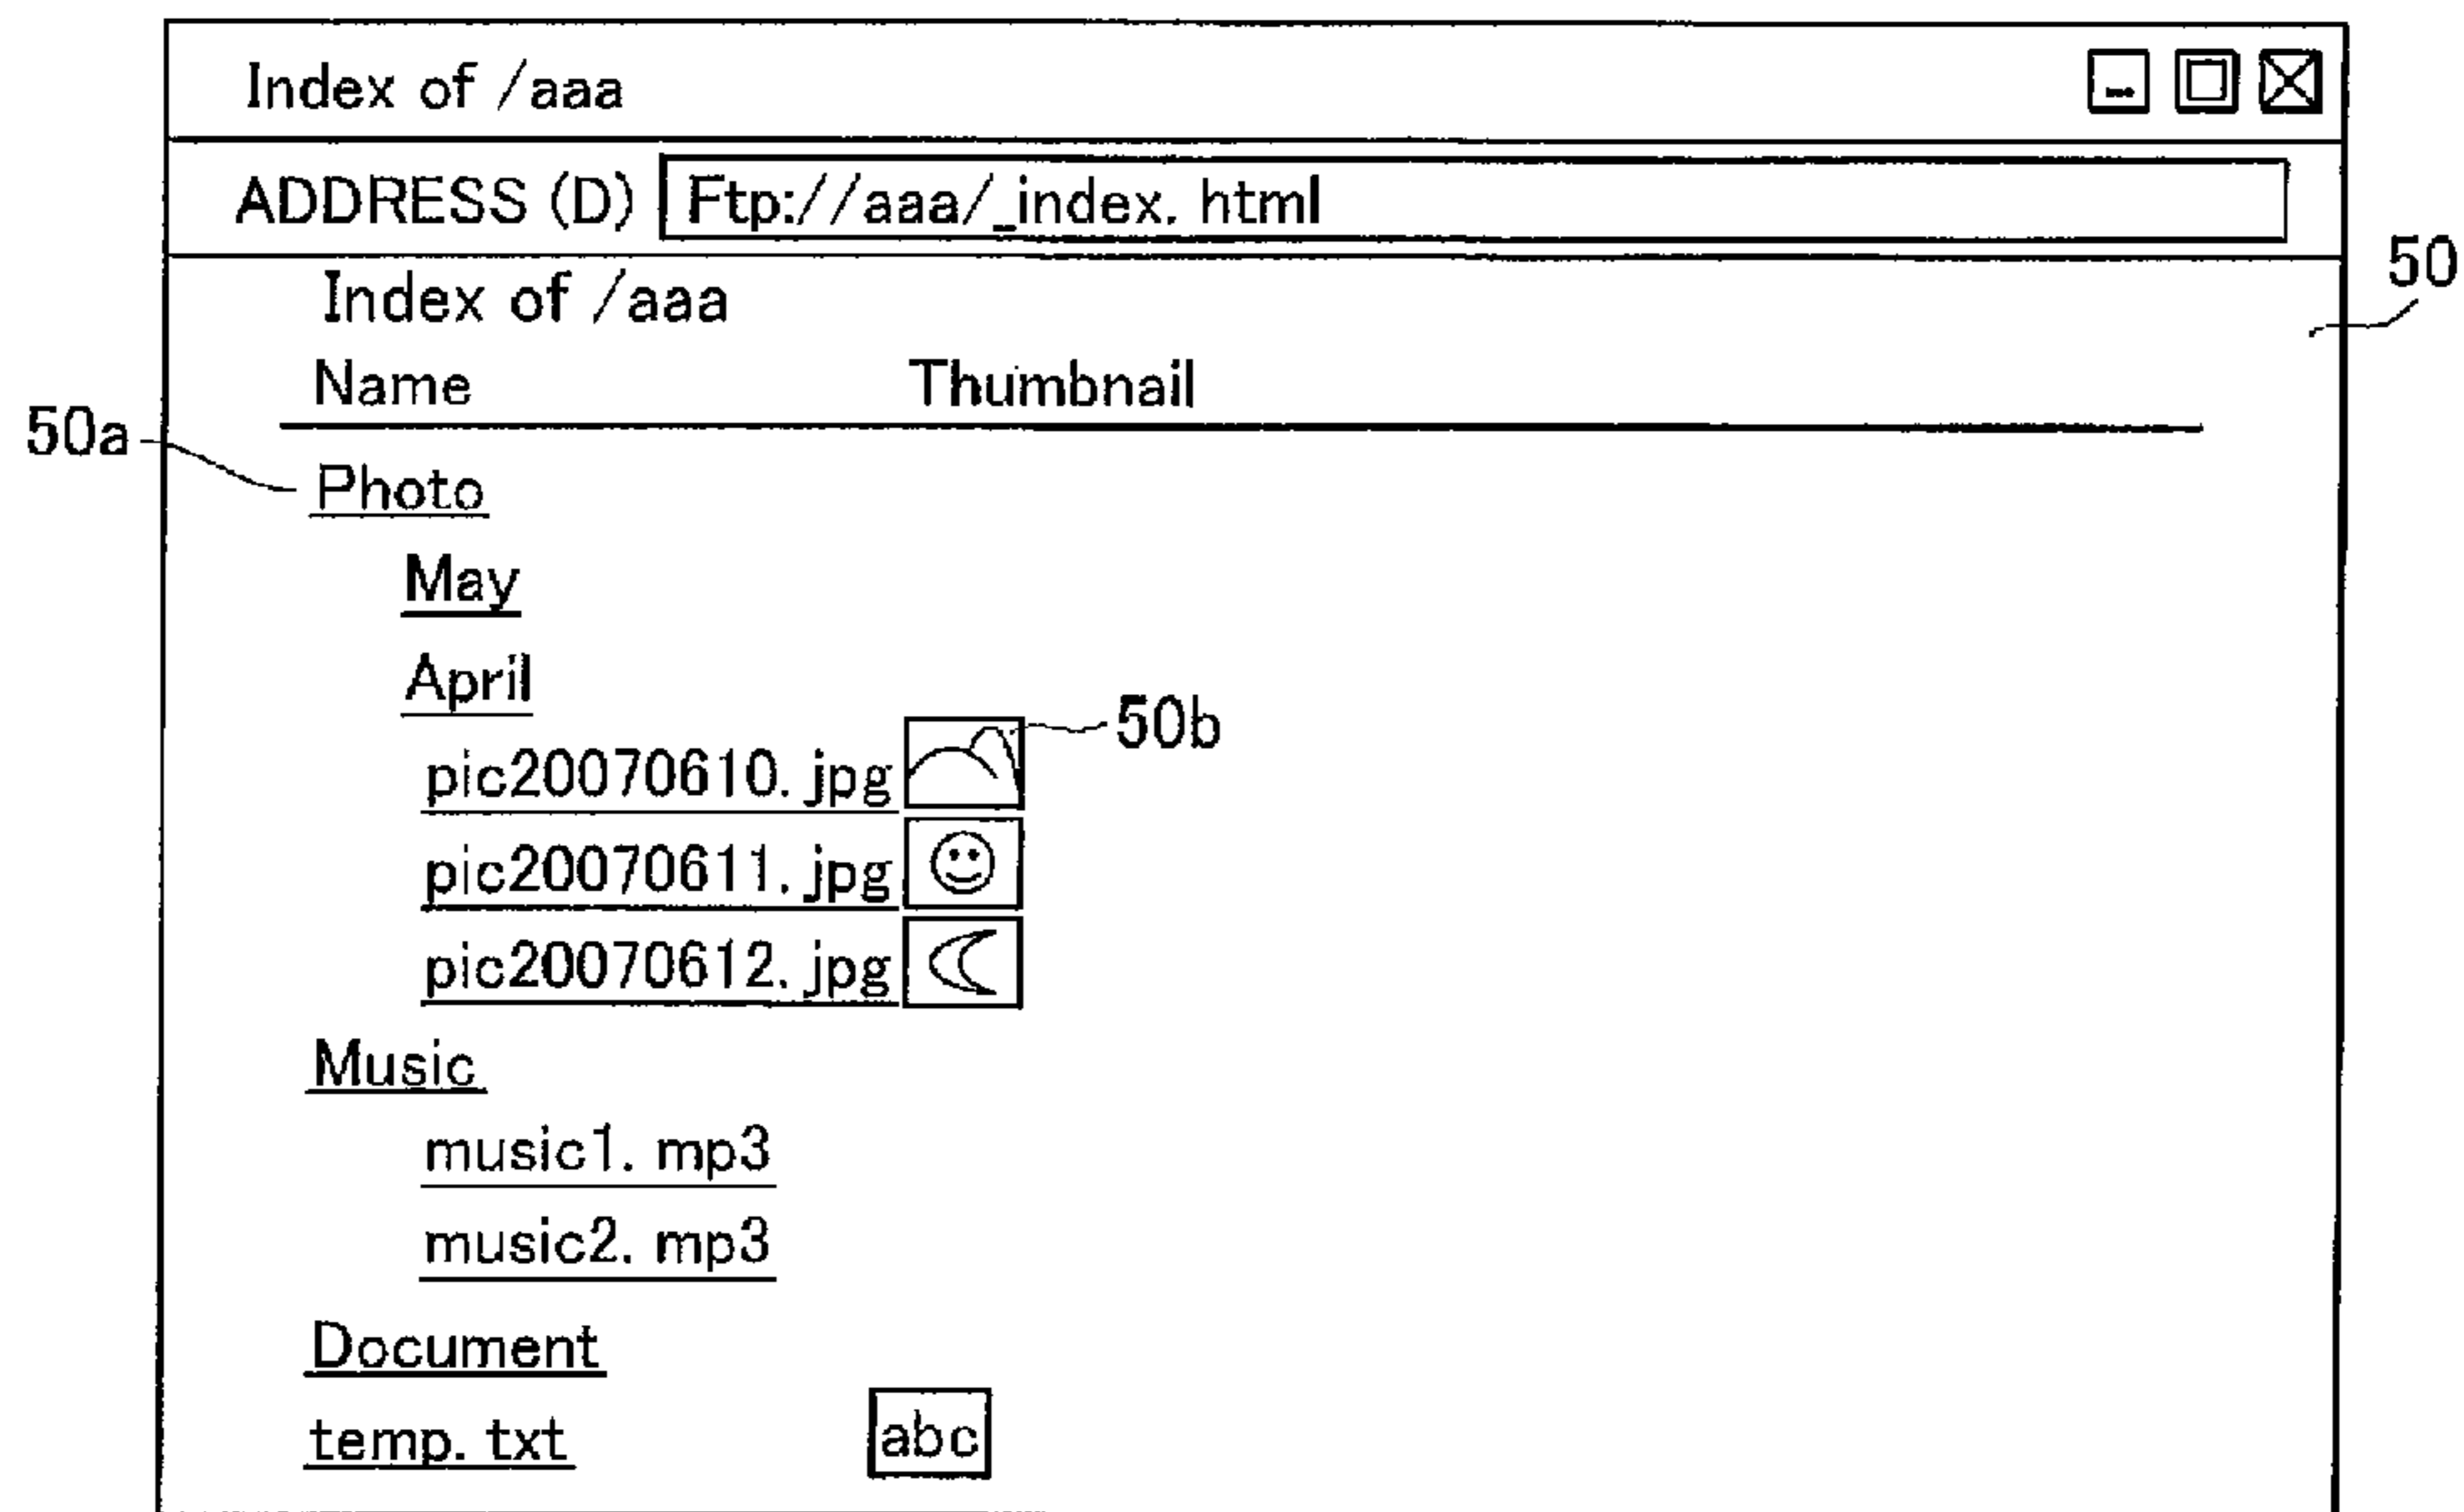 Index of /aaa
ADDRESS (D) Ftp://aaa/_index. html
50
Index of /aaa
Name Thumbnail
50a
Photo
May
April
50b
pic20070610. jpg
pic20070611. jpg
pic20070612. jpg
Music
music1. mp3
music2. mp3
Document
temp. txt abc